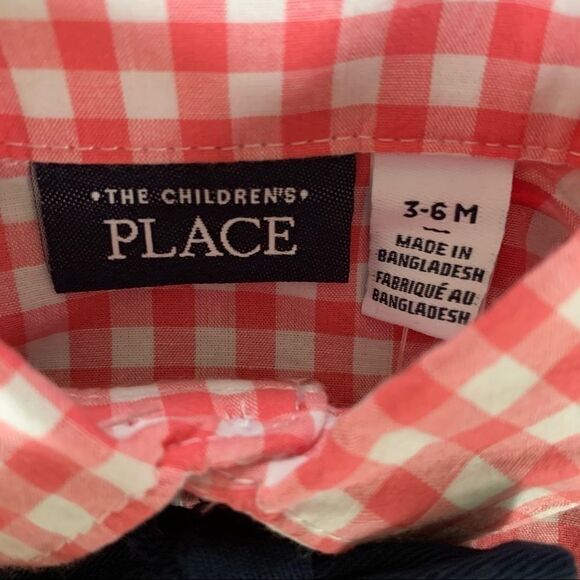 •THE CHILDREN'S•
PLACE
3-6 M
MADE IN
BANGLADESH
FABRIQUÉ AU
BANGLADESH